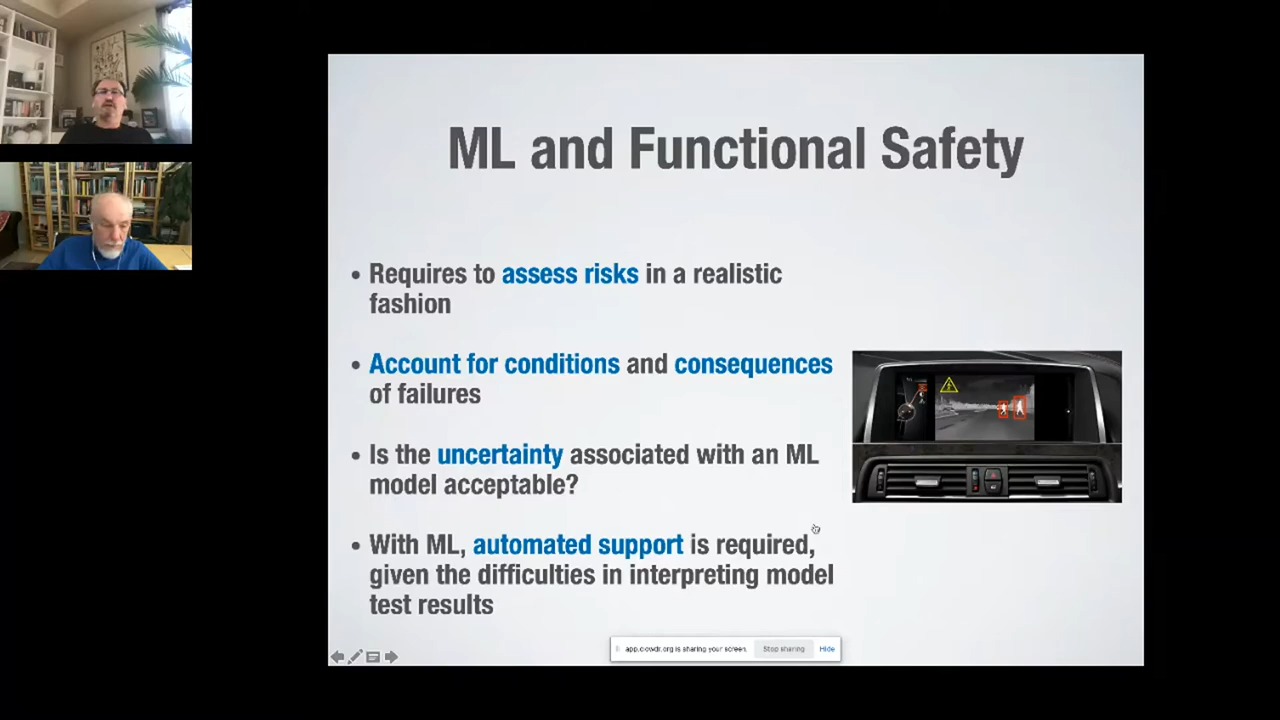 ML and Functional Safety
• Requires to assess risks in a realistic
fashion
• Account for conditions and consequences
of failures
• Is the uncertainty associated with an ML
model acceptable?
• With ML, automated support is required,
given the difficulties in interpreting model
test results
app.clowdr.org is sharing your screen.
Stop sharing
Hide